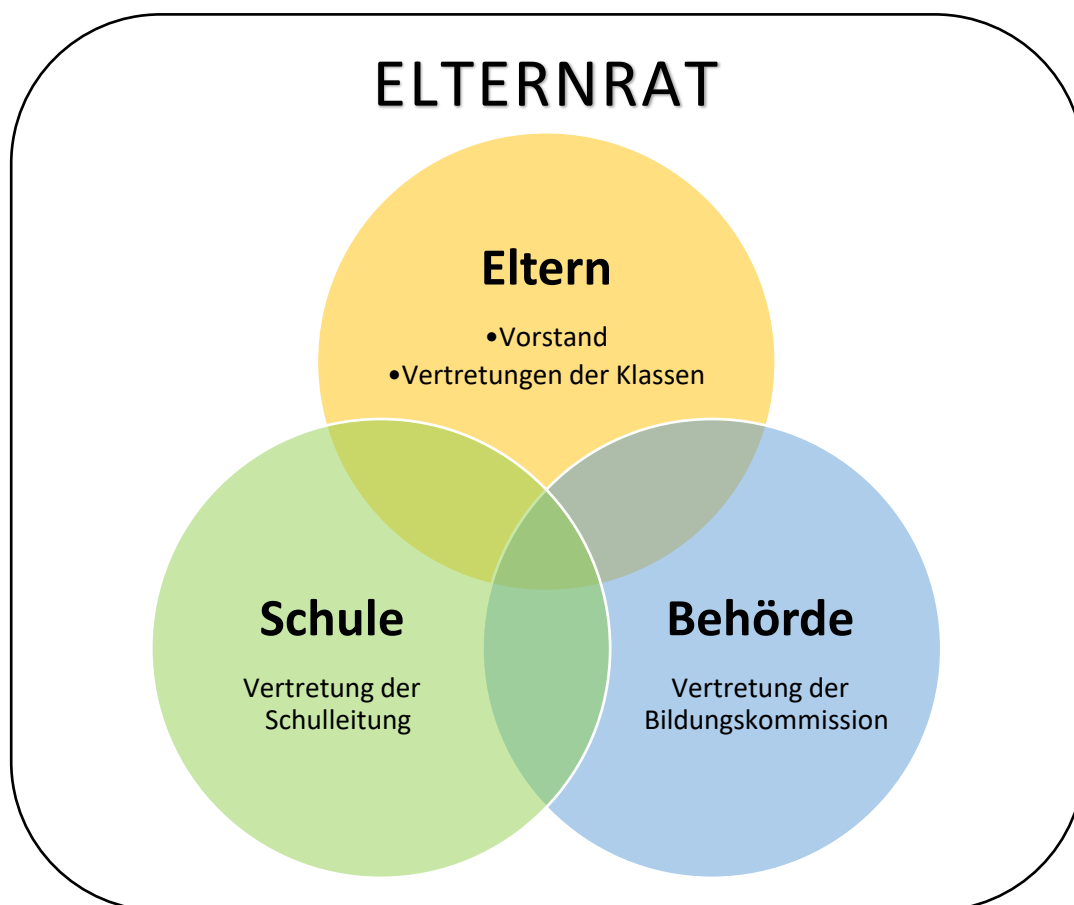 ELTERNRAT
Eltern
•Vorstand
•Vertretungen der Klassen
Schule
Vertretung der
Schulleitung
Behörde
Vertretung der
Bildungskommission